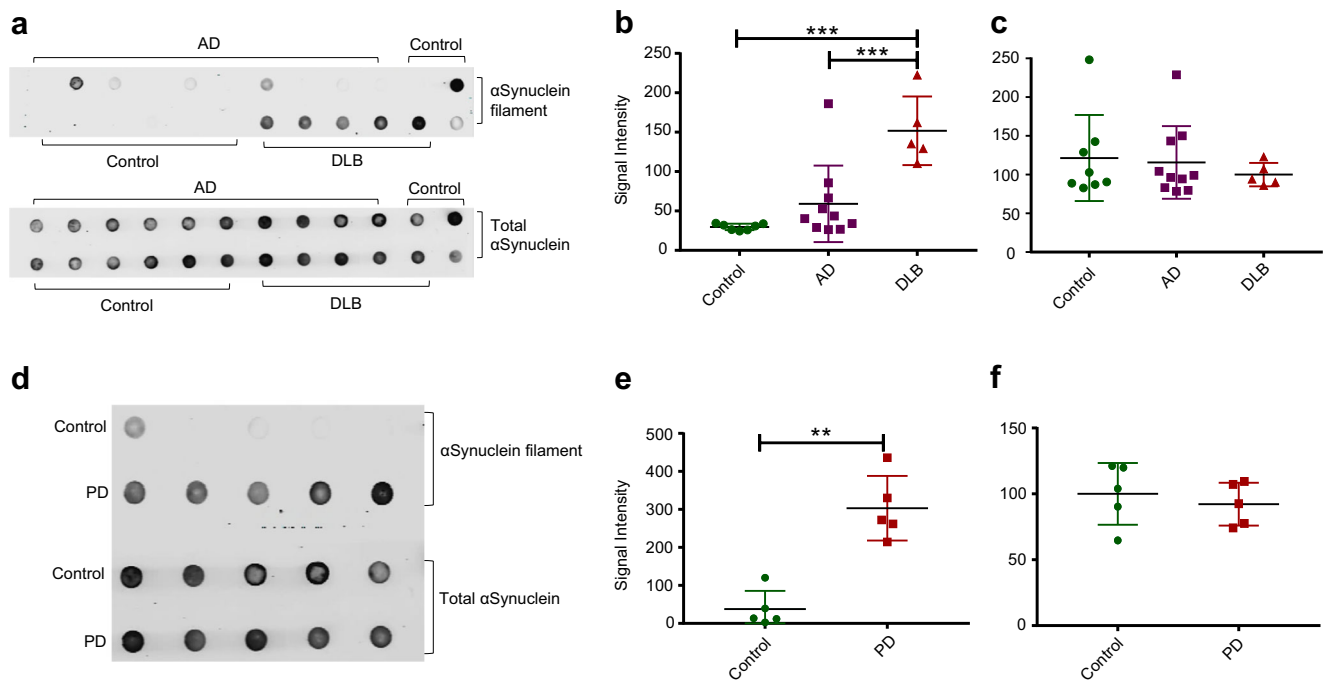 a
AD
Control
αSynuclein
filament
Control
DLB
AD
Control
Total
αSynuclein
Control
DLB
b
***
***
250
200
150
100
50
0
Signal Intensity
Control
AD
DLB
c
250
200
150
100
50
0
Control
AD
DLB
d
Control
αSynuclein filament
PD
Control
Total αSynuclein
PD
e
**
500
400
300
200
100
0
Signal Intensity
Control
PD
f
150
100
50
0
Control
PD